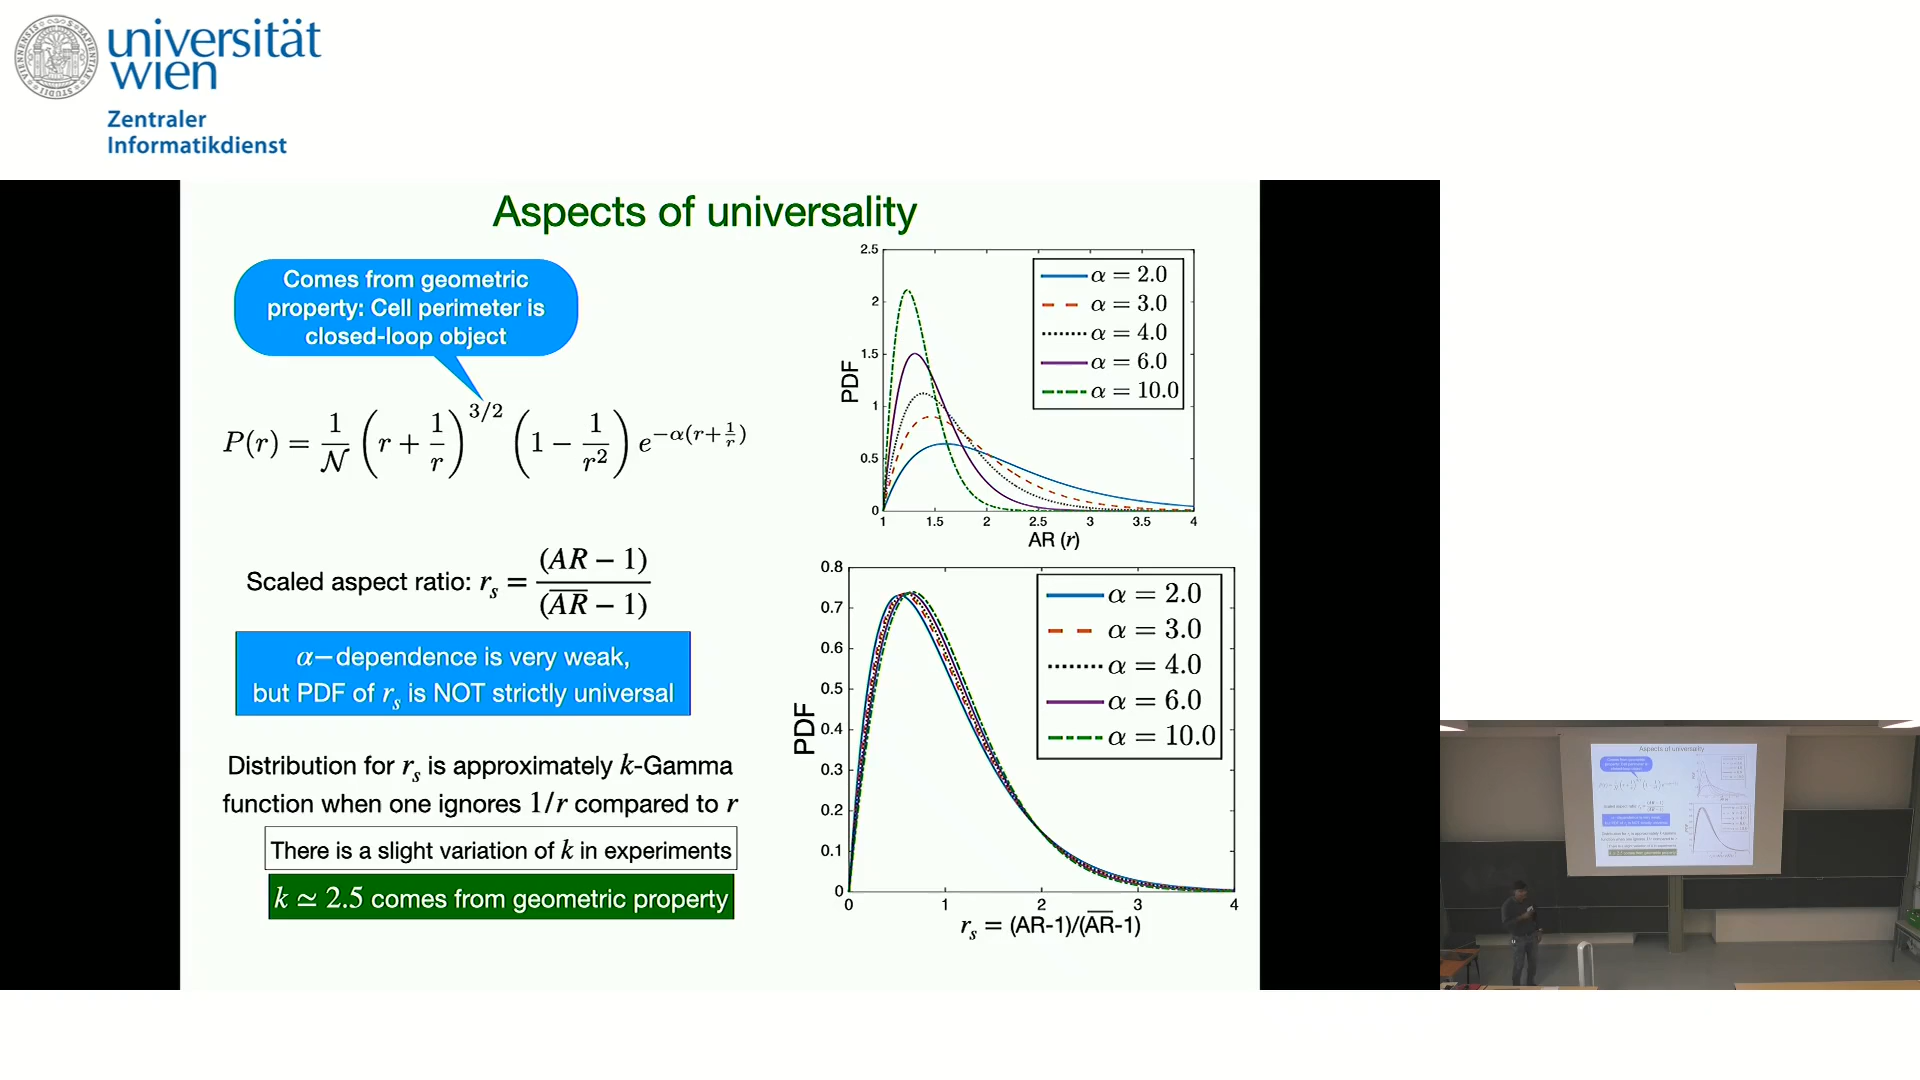 universität
wien
Zentraler
Informatikdienst
Aspects of universality
Comes from geometric
property: Cell perimeter is
closed-loop object
P(r) = 1/𝒩 (r + 1/r)^{3/2} (1 − 1/r²) e^{−α(r+1/r)}
Scaled aspect ratio: r_s = (AR − 1) / (\overline{AR} − 1)
α−dependence is very weak,
but PDF of r_s is NOT strictly universal
Distribution for r_s is approximately k-Gamma
function when one ignores 1/r compared to r
There is a slight variation of k in experiments
k ≃ 2.5 comes from geometric property
2.5
2
1.5
1
0.5
0
PDF
α = 2.0
α = 3.0
α = 4.0
α = 6.0
α = 10.0
1 1.5 2 2.5 3 3.5 4
AR (r)
0.8
0.7
0.6
0.5
0.4
0.3
0.2
0.1
0
PDF
α = 2.0
α = 3.0
α = 4.0
α = 6.0
α = 10.0
0 1 2 3 4
r_s = (AR-1)/(\overline{AR}-1)
Aspects of universality